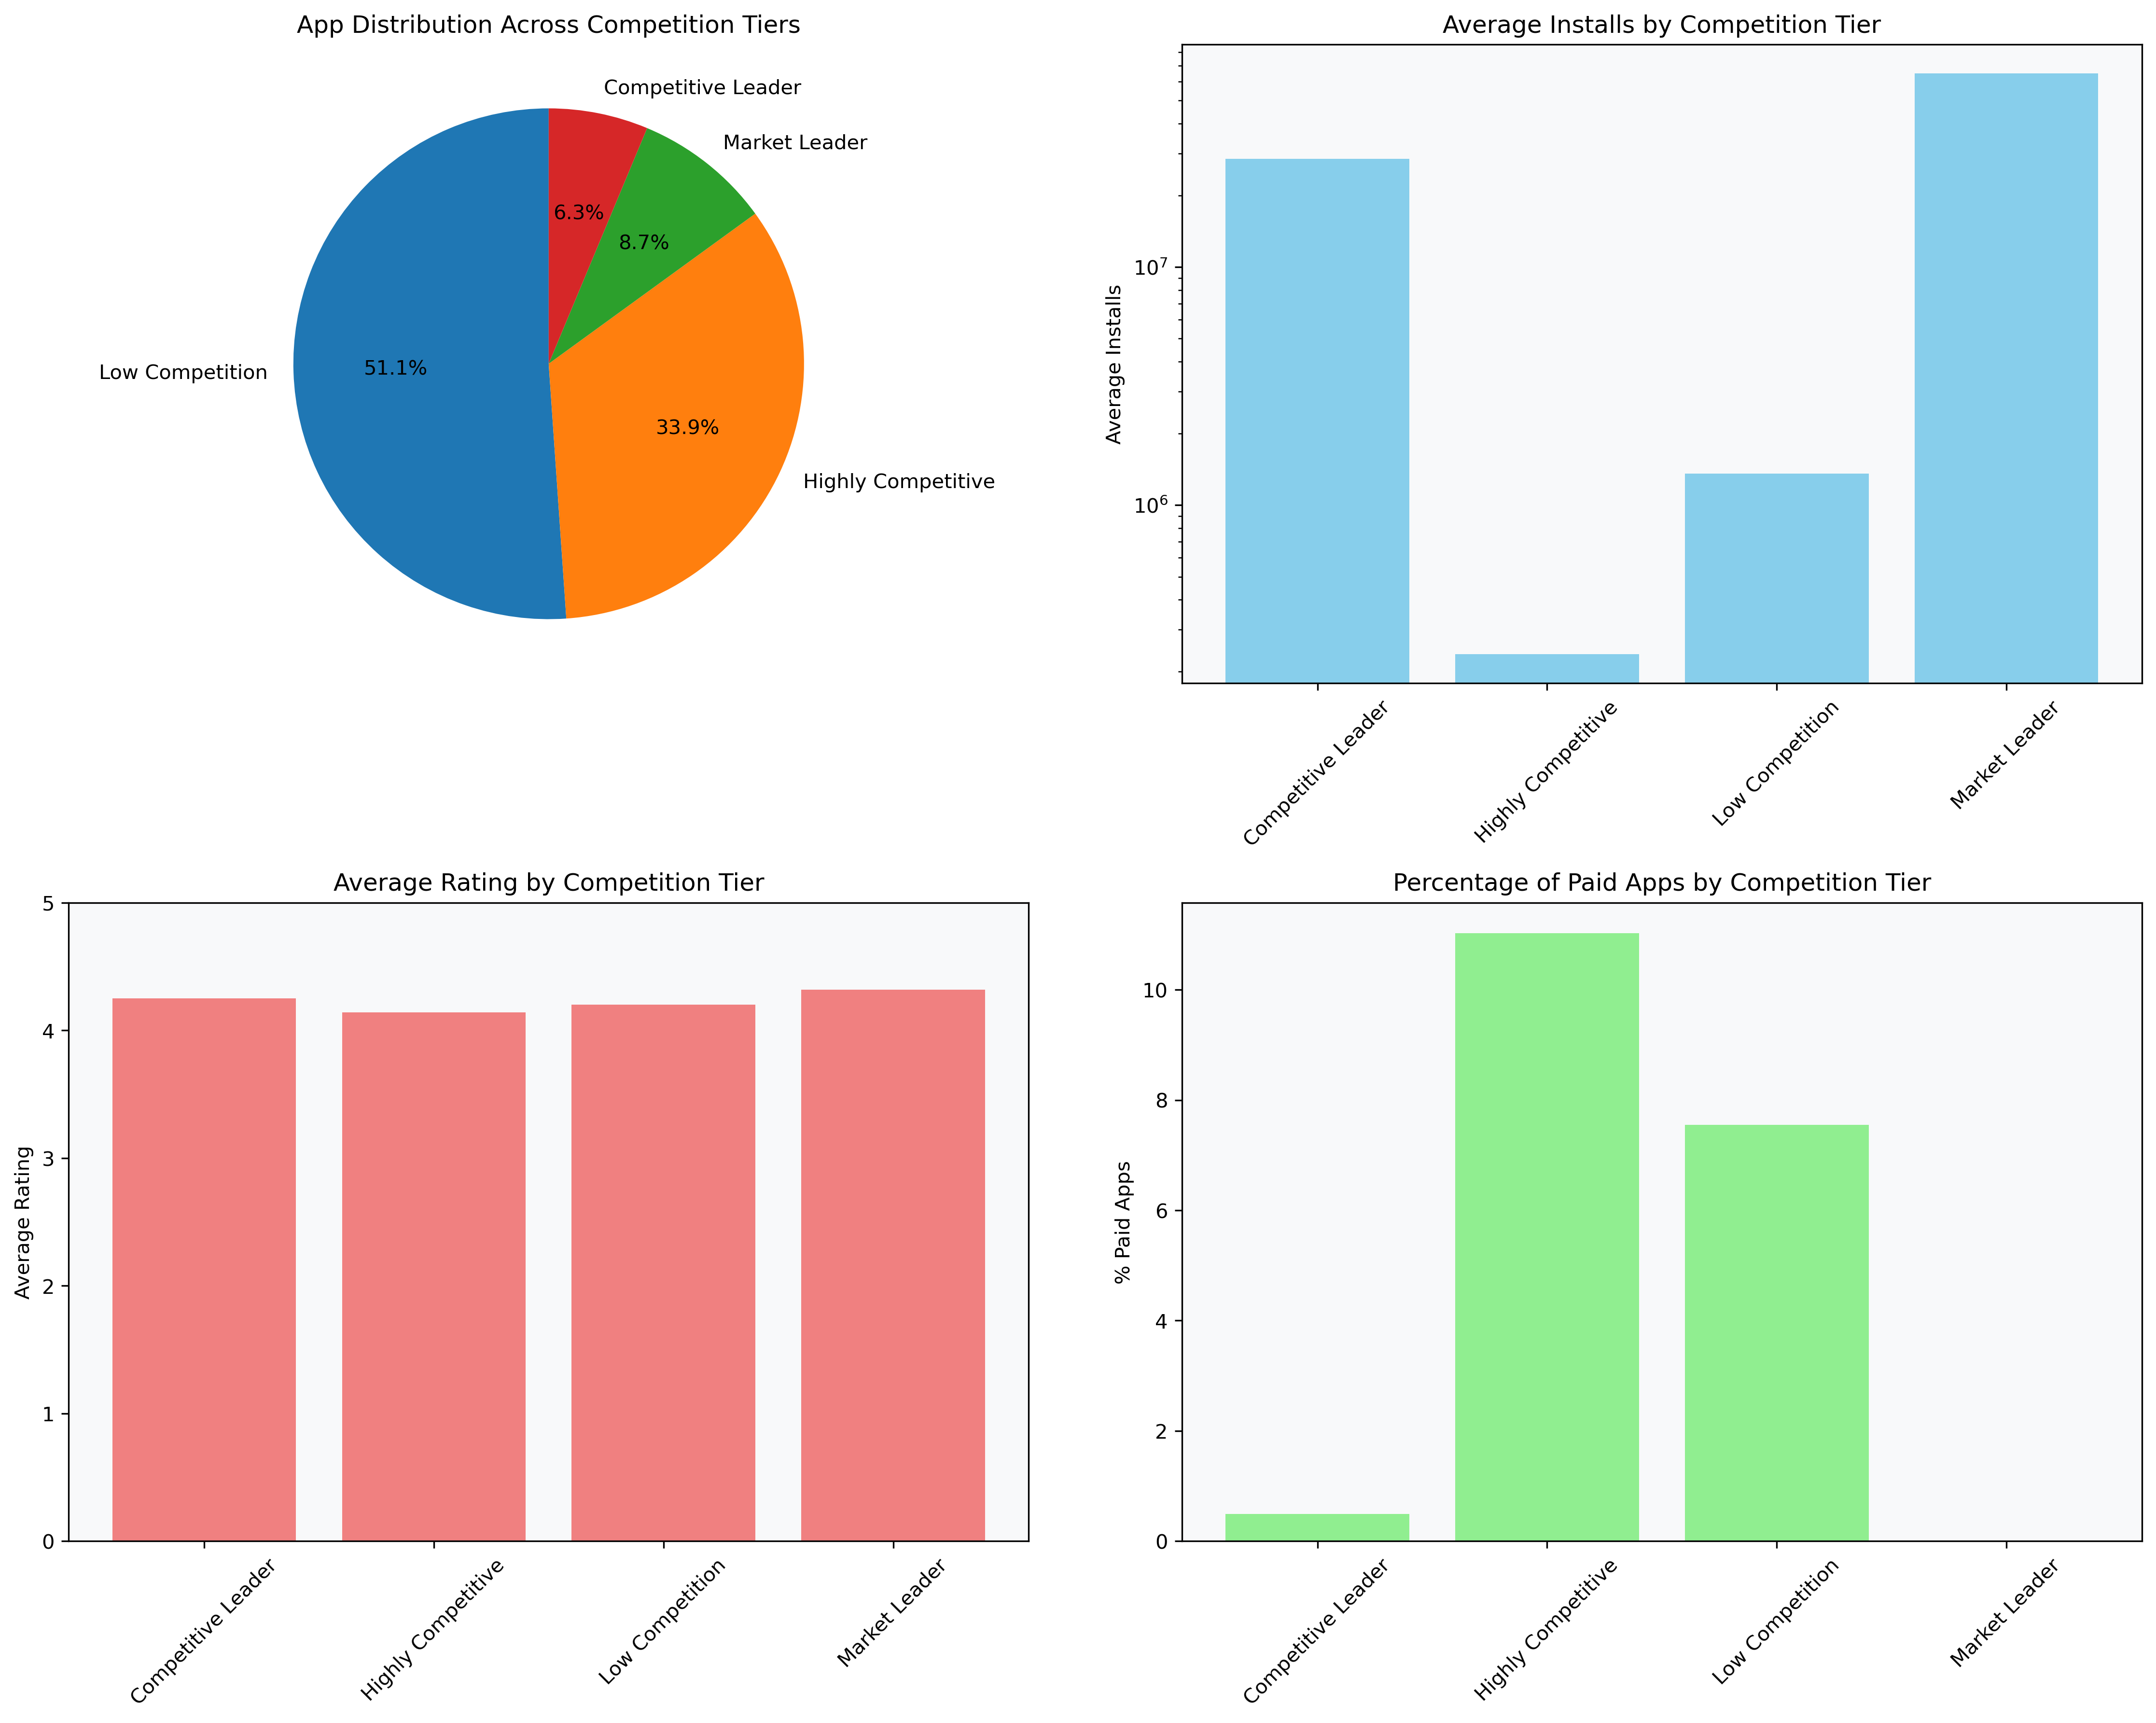 App Distribution Across Competition Tiers
Competitive Leader
Market Leader
6.3%
8.7%
Low Competition
51.1%
33.9%
Highly Competitive
Average Installs by Competition Tier
Average Installs
10⁷
10⁶
Competitive Leader
Highly Competitive
Low Competition
Market Leader
Average Rating by Competition Tier
Average Rating
5
4
3
2
1
0
Competitive Leader
Highly Competitive
Low Competition
Market Leader
Percentage of Paid Apps by Competition Tier
% Paid Apps
10
8
6
4
2
0
Competitive Leader
Highly Competitive
Low Competition
Market Leader